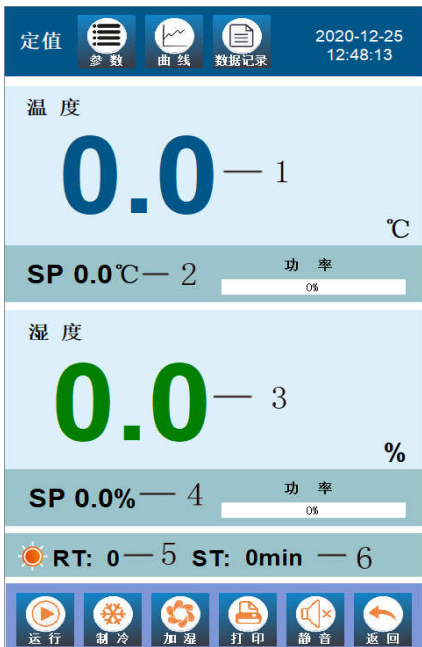 定值 参数 曲线 数据记录 2020-12-25
12:48:13
温度
0.0 — 1
℃
SP 0.0℃ — 2 功率
0%
湿度
0.0 — 3
%
SP 0.0% — 4 功率
0%
RT: 0 — 5 ST: 0min — 6
运行 制冷 加湿 打印 静音 返回